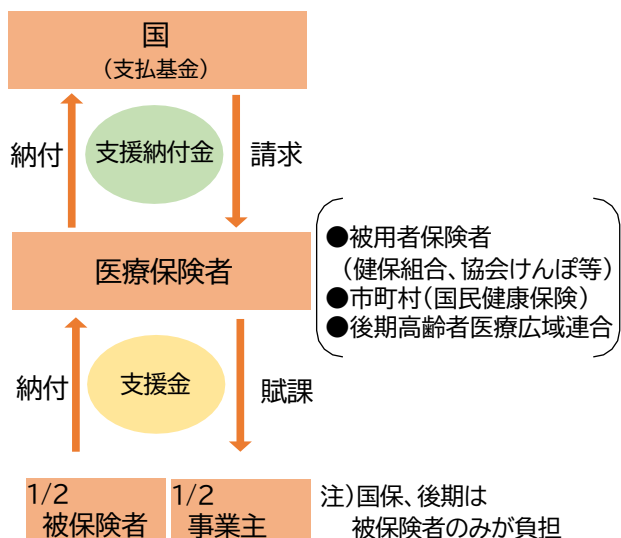 国
(支払基金)
納付
支援納付金
請求
医療保険者
●被用者保険者
(健保組合、協会けんぽ等)
●市町村(国民健康保険)
●後期高齢者医療広域連合
納付
支援金
賦課
1/2
被保険者
1/2
事業主
注)国保、後期は
被保険者のみが負担